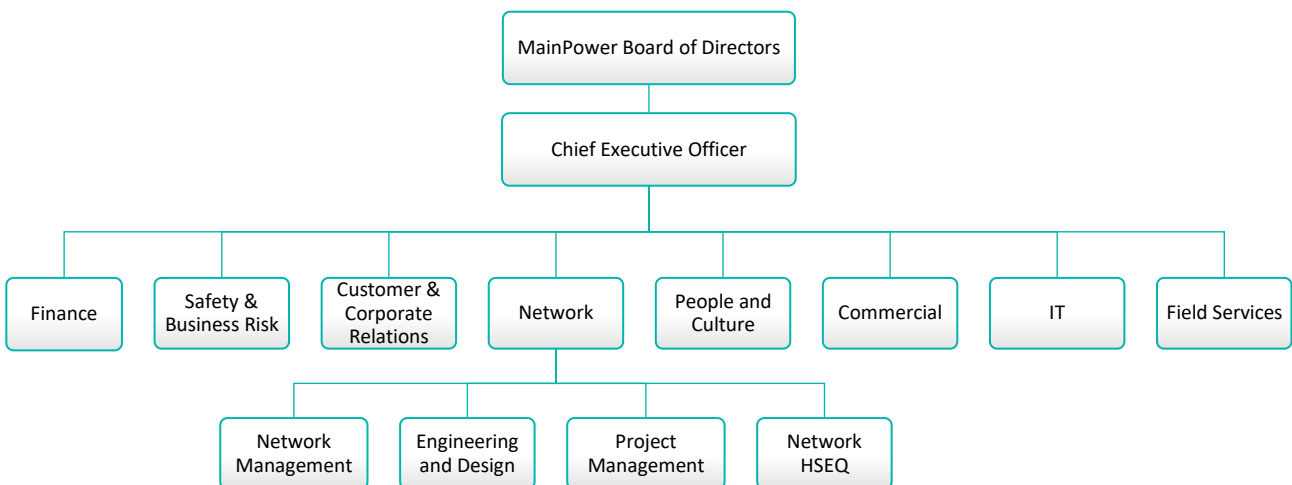 MainPower Board of Directors
Chief Executive Officer
Finance
Safety &
Business Risk
Customer &
Corporate
Relations
Network
People and
Culture
Commercial
IT
Field Services
Network
Management
Engineering
and Design
Project
Management
Network
HSEQ